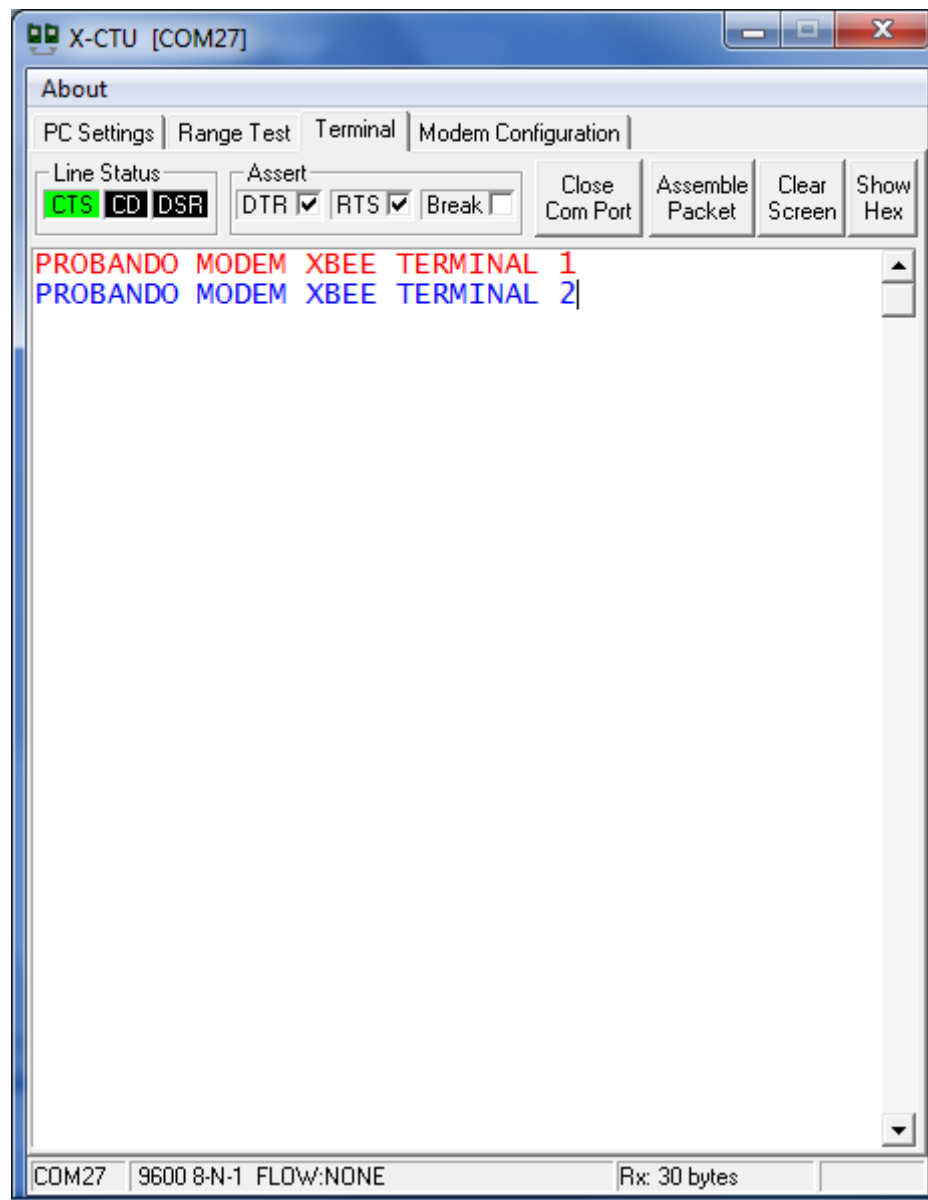 X-CTU [COM27]
About
PC Settings Range Test Terminal Modem Configuration
Line Status Assert
CTS CD DSR DTR RTS Break
Close Com Port
Assemble Packet
Clear Screen
Show Hex
PROBANDO MODEM XBEE TERMINAL 1
PROBANDO MODEM XBEE TERMINAL 2
COM27 9600 8-N-1 FLOW:NONE Rx: 30 bytes